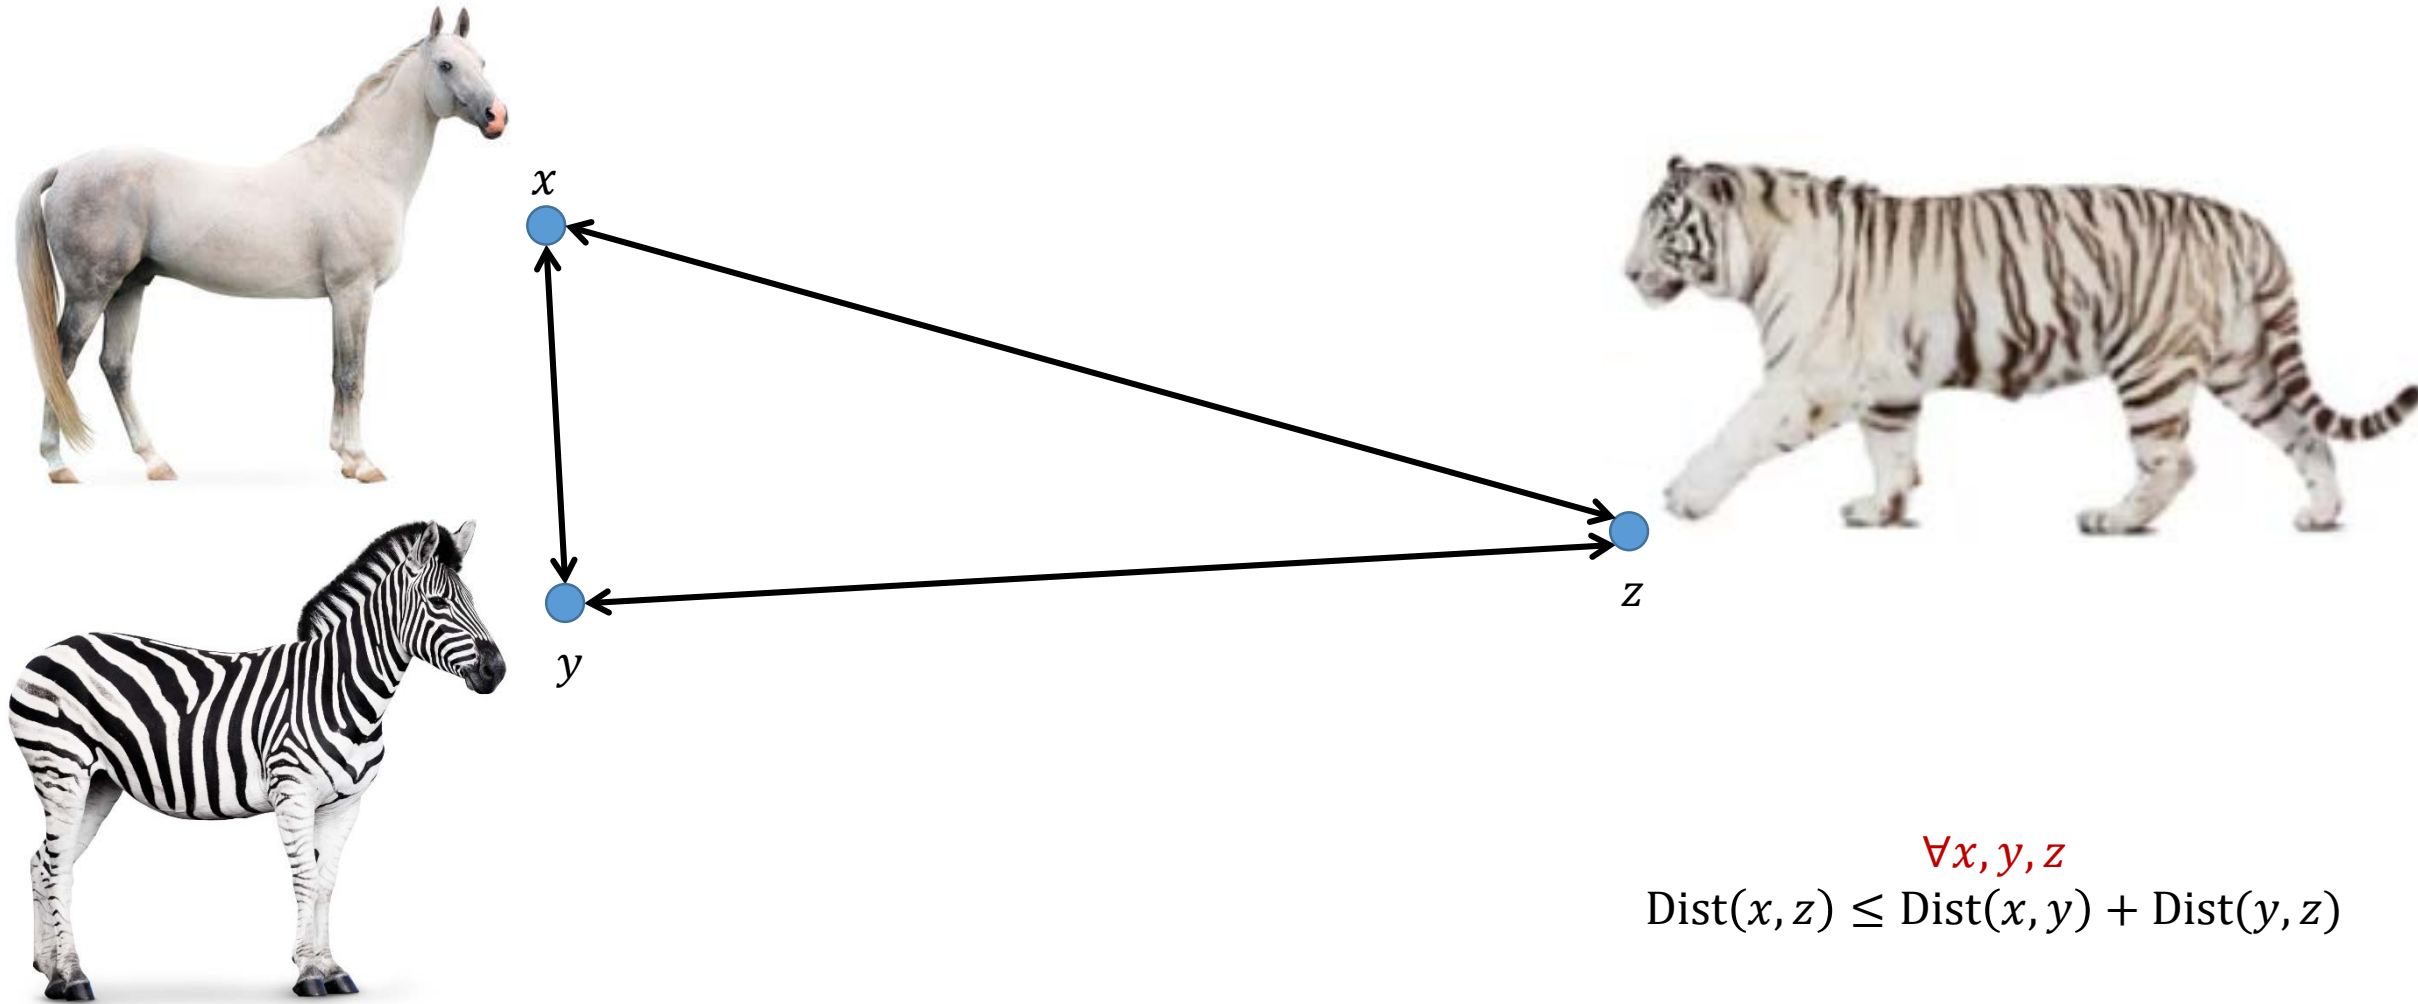 x
y
z
∀x, y, z
Dist(x, z) ≤ Dist(x, y) + Dist(y, z)